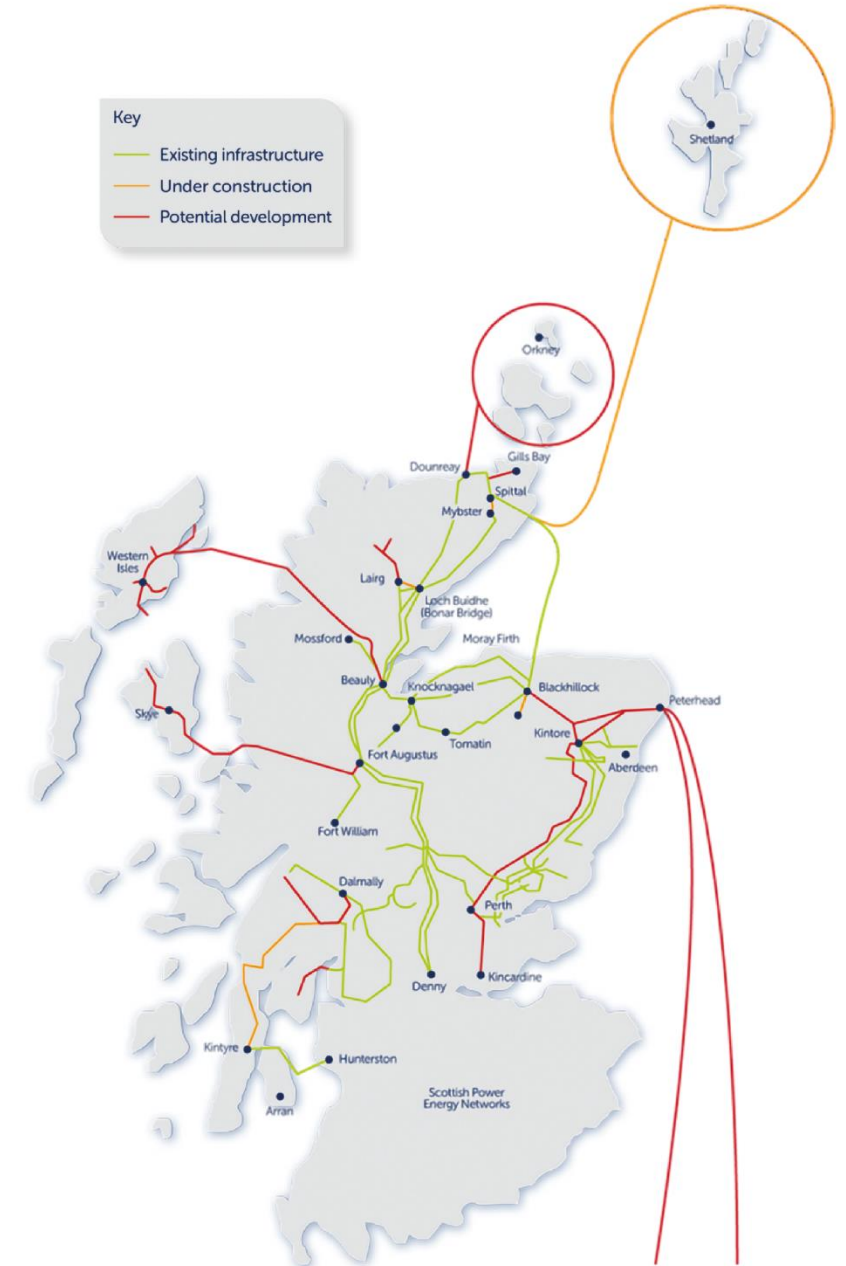 Key
Existing infrastructure
Under construction
Potential development
Shetland
Orkney
Gills Bay
Dounreay
Spittal
Mybster
Western
Isles
Lairg
Loch Buidhe
(Bonar Bridge)
Mossford
Moray Firth
Beauly
Knocknagael
Blackhillock
Peterhead
Skye
Kintore
Tomatin
Fort Augustus
Aberdeen
Fort William
Dalmally
Perth
Kincardine
Denny
Kintyre
Hunterston
Scottish Power
Energy Networks
Arran